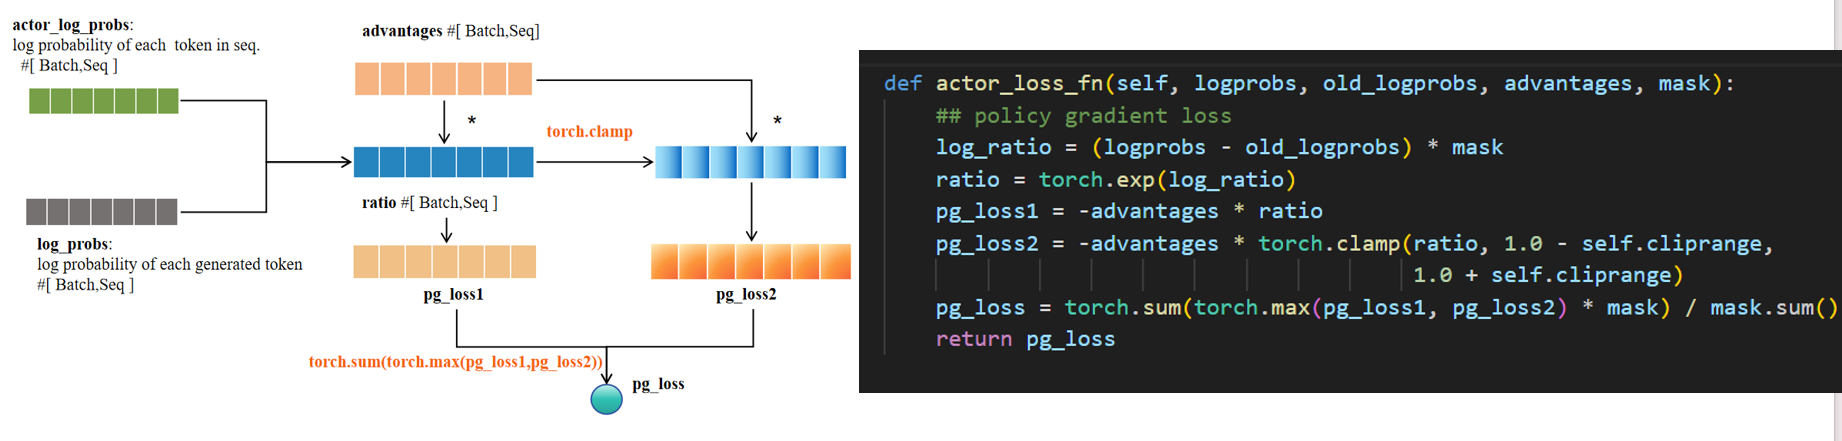 actor_log_probs:
log probability of each token in seq.
#[ Batch,Seq ]
advantages #[ Batch,Seq]
*
*
torch.clamp
ratio #[ Batch,Seq ]
log_probs:
log probability of each generated token
#[ Batch,Seq ]
pg_loss1
pg_loss2
torch.sum(torch.max(pg_loss1,pg_loss2))
pg_loss
def actor_loss_fn(self, logprobs, old_logprobs, advantages, mask):
## policy gradient loss
log_ratio = (logprobs - old_logprobs) * mask
ratio = torch.exp(log_ratio)
pg_loss1 = -advantages * ratio
pg_loss2 = -advantages * torch.clamp(ratio, 1.0 - self.cliprange,
1.0 + self.cliprange)
pg_loss = torch.sum(torch.max(pg_loss1, pg_loss2) * mask) / mask.sum()
return pg_loss